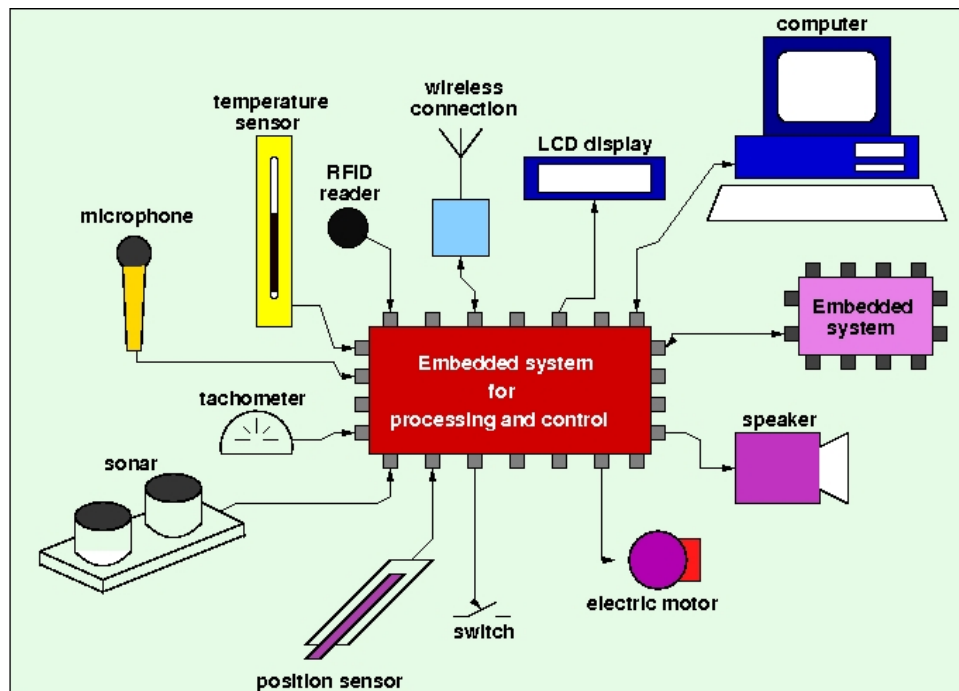 computer
wireless
connection
temperature
sensor
LCD display
RFID
reader
microphone
Embedded
system
Embedded system
for
processing and control
tachometer
speaker
sonar
electric motor
switch
position sensor